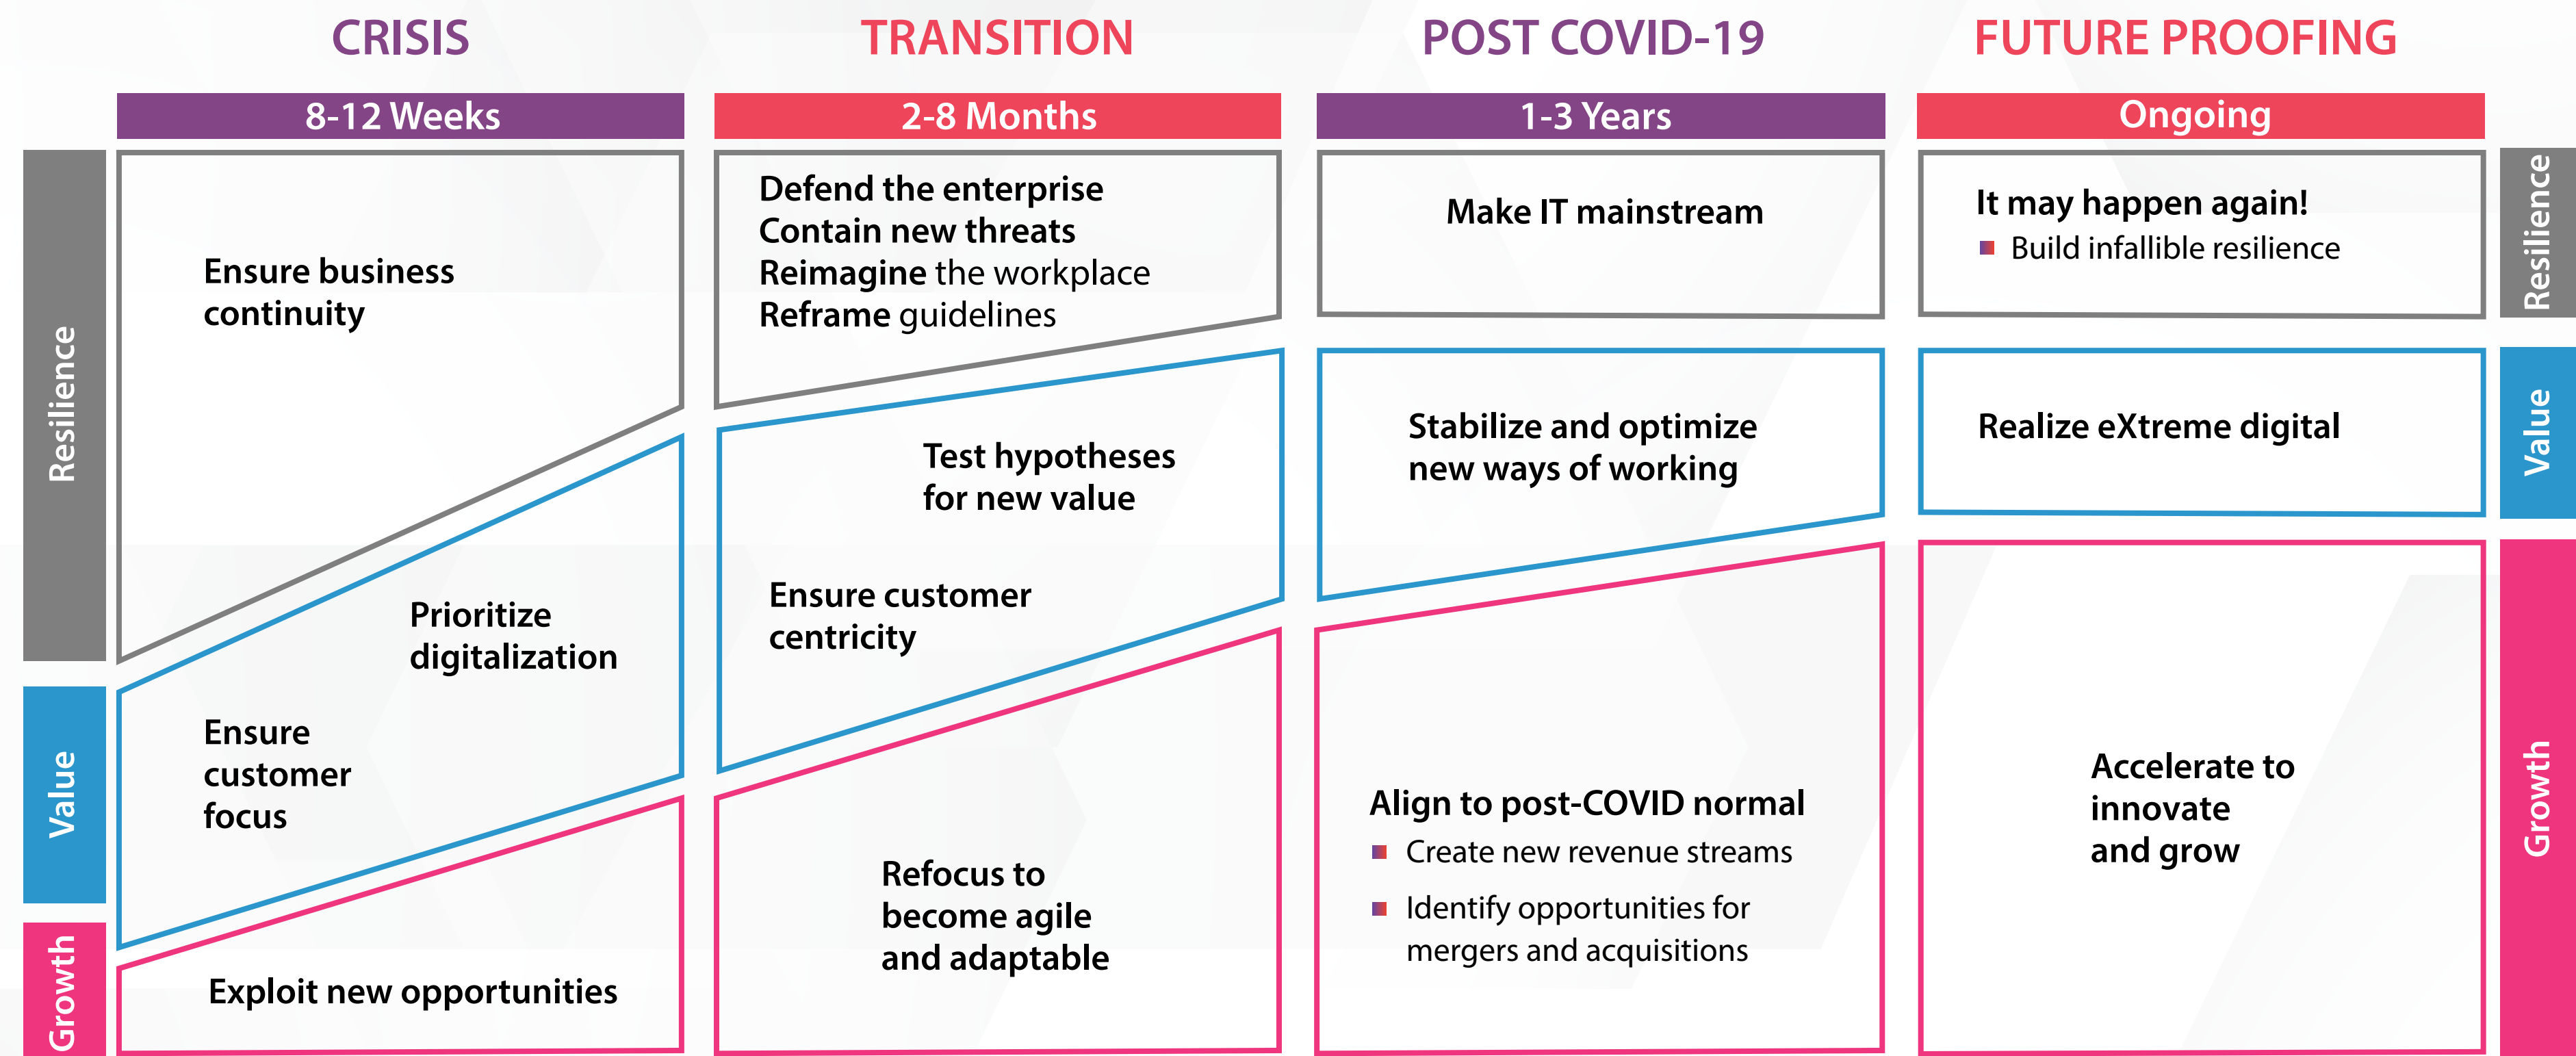 CRISIS
TRANSITION
POST COVID-19
FUTURE PROOFING
8-12 Weeks
2-8 Months
1-3 Years
Ongoing
Resilience
Ensure business
continuity
Defend the enterprise
Contain new threats
Reimagine the workplace
Reframe guidelines
Make IT mainstream
It may happen again!
Build infallible resilience
Resilience
Value
Prioritize
digitalization
Ensure
customer
focus
Test hypotheses
for new value
Ensure customer
centricity
Stabilize and optimize
new ways of working
Realize eXtreme digital
Value
Growth
Exploit new opportunities
Refocus to
become agile
and adaptable
Align to post-COVID normal
Create new revenue streams
Identify opportunities for
mergers and acquisitions
Accelerate to
innovate
and grow
Growth